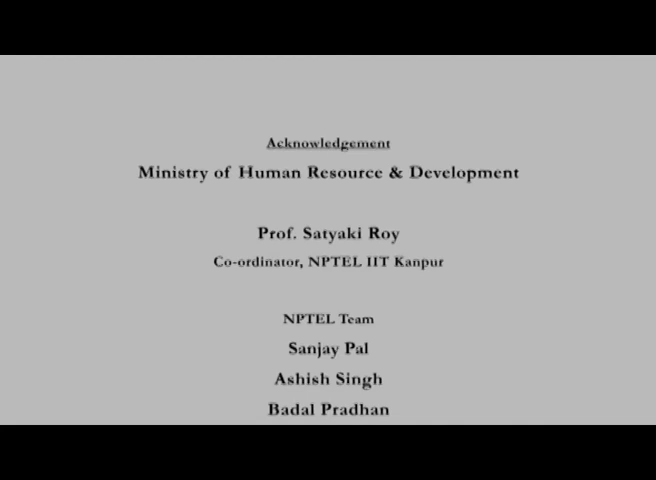 Acknowledgement
Ministry of Human Resource & Development
Prof. Satyaki Roy
Co-ordinator, NPTEL IIT Kanpur
NPTEL Team
Sanjay Pal
Ashish Singh
Badal Pradhan